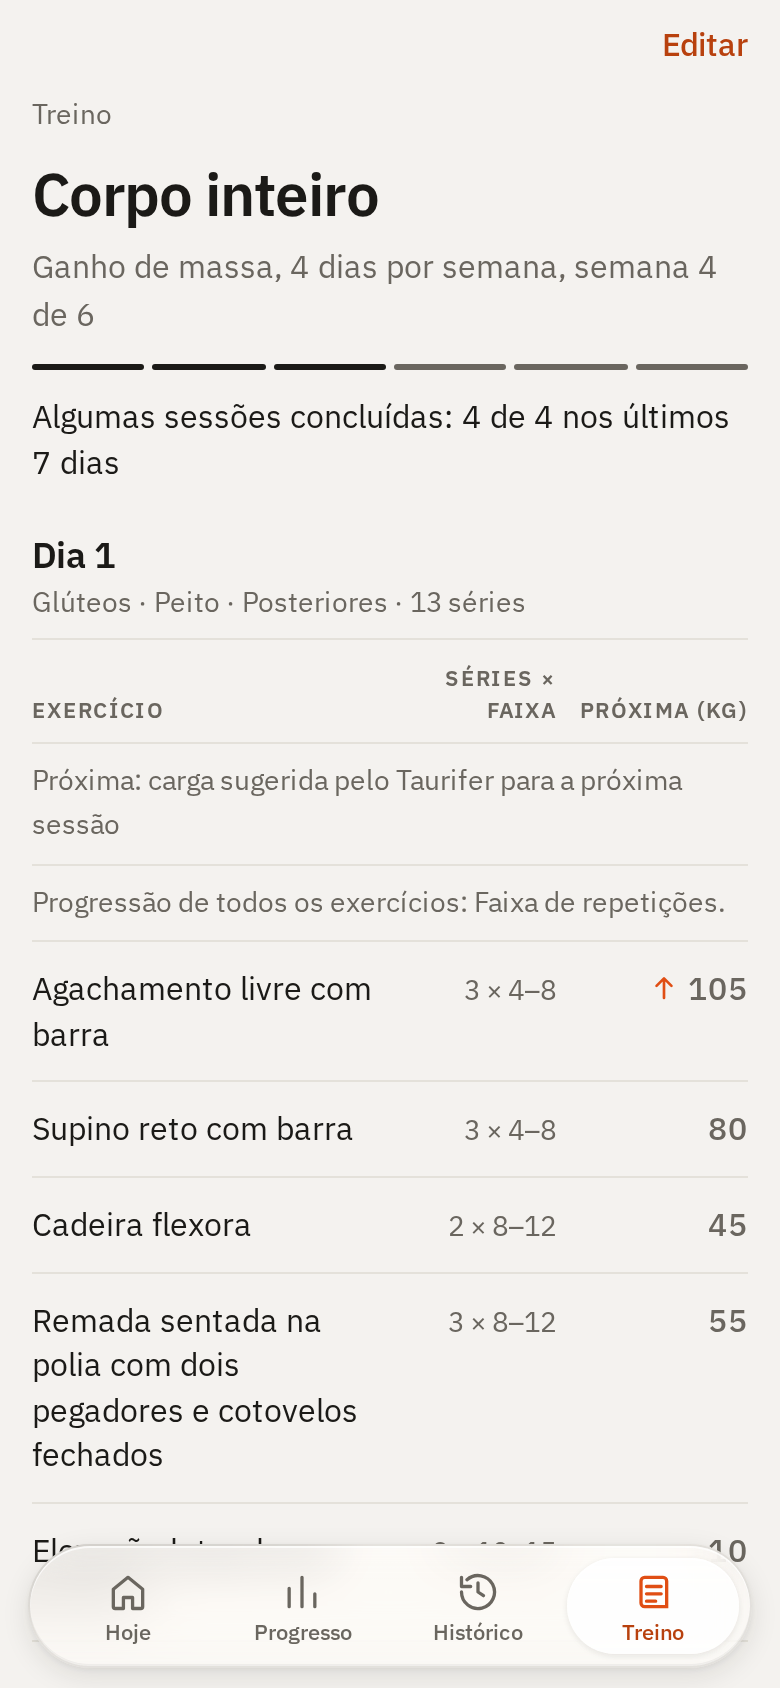 Editar
Treino
Corpo inteiro
Ganho de massa, 4 dias por semana, semana 4
de 6
Algumas sessões concluídas: 4 de 4 nos últimos
7 dias
Dia 1
Glúteos · Peito · Posteriores · 13 séries
SÉRIES ×
EXERCÍCIO FAIXA PRÓXIMA (KG)
Próxima: carga sugerida pelo Taurifer para a próxima
sessão
Progressão de todos os exercícios: Faixa de repetições.
Agachamento livre com 3 × 4–8 ↑ 105
barra
Supino reto com barra 3 × 4–8 80
Cadeira flexora 2 × 8–12 45
Remada sentada na 3 × 8–12 55
polia com dois
pegadores e cotovelos
fechados
10
Hoje Progresso Histórico Treino